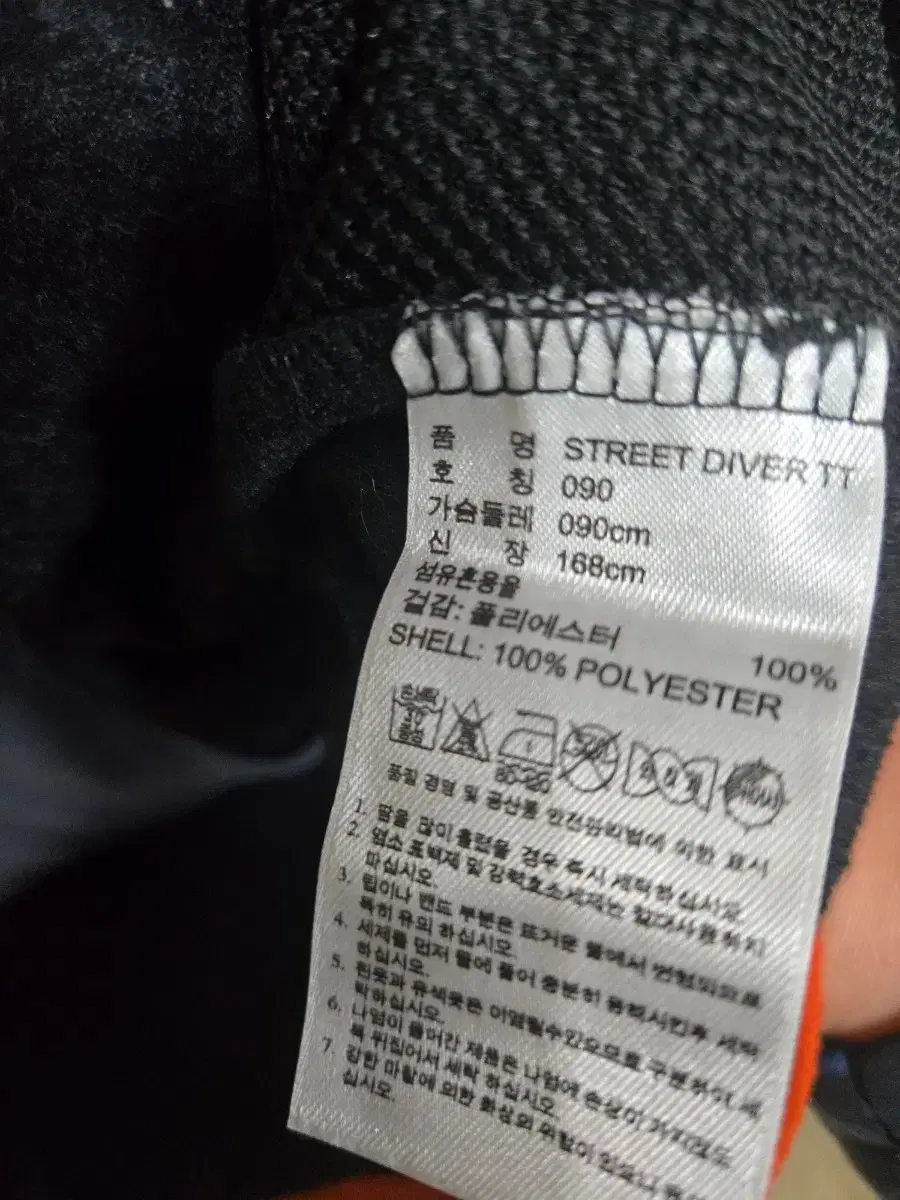 품 명 STREET DIVER TT
호 칭 090
가슴둘레 090cm
신 장 168cm
섬유혼용율
겉감: 폴리에스터 100%
SHELL: 100% POLYESTER
80-120
품질 경영 및 공산품 안전관리법에 의한 표시
1. 땀을 많이 흘렸을 경우 즉시 세탁하십시오.
2. 염소 표백제 및 강력효소세제는 절대사용하지
마십시오.
3. 립이나 밴드 부분은 뜨거운 물에서 변형되므로
특히 유의 하십시오.
4. 세제를 먼저 물에 풀어 충분히 용해시킨후 세탁
하십시오.
5. 흰옷과 유색옷은 이염될수있으므로 구분하여 세
탁하십시오.
6. 나염이 들어간 제품은 나염에 손상이 가지않도
록 뒤집어서 세탁 하십시오.
7. 강한 마찰에 의한 화상의 위험이 있으니
십시오.